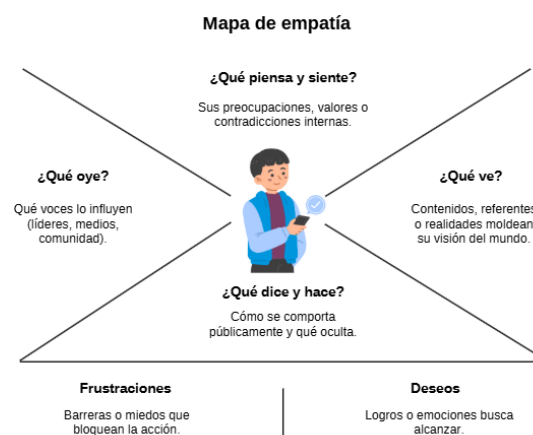 Mapa de empatía
¿Qué piensa y siente?
Sus preocupaciones, valores o
contradicciones internas.
¿Qué oye?
Qué voces lo influyen
(líderes, medios,
comunidad).
¿Qué ve?
Contenidos, referentes
o realidades moldean
su visión del mundo.
¿Qué dice y hace?
Cómo se comporta
públicamente y qué oculta.
Frustraciones
Barreras o miedos que
bloquean la acción.
Deseos
Logros o emociones busca
alcanzar.